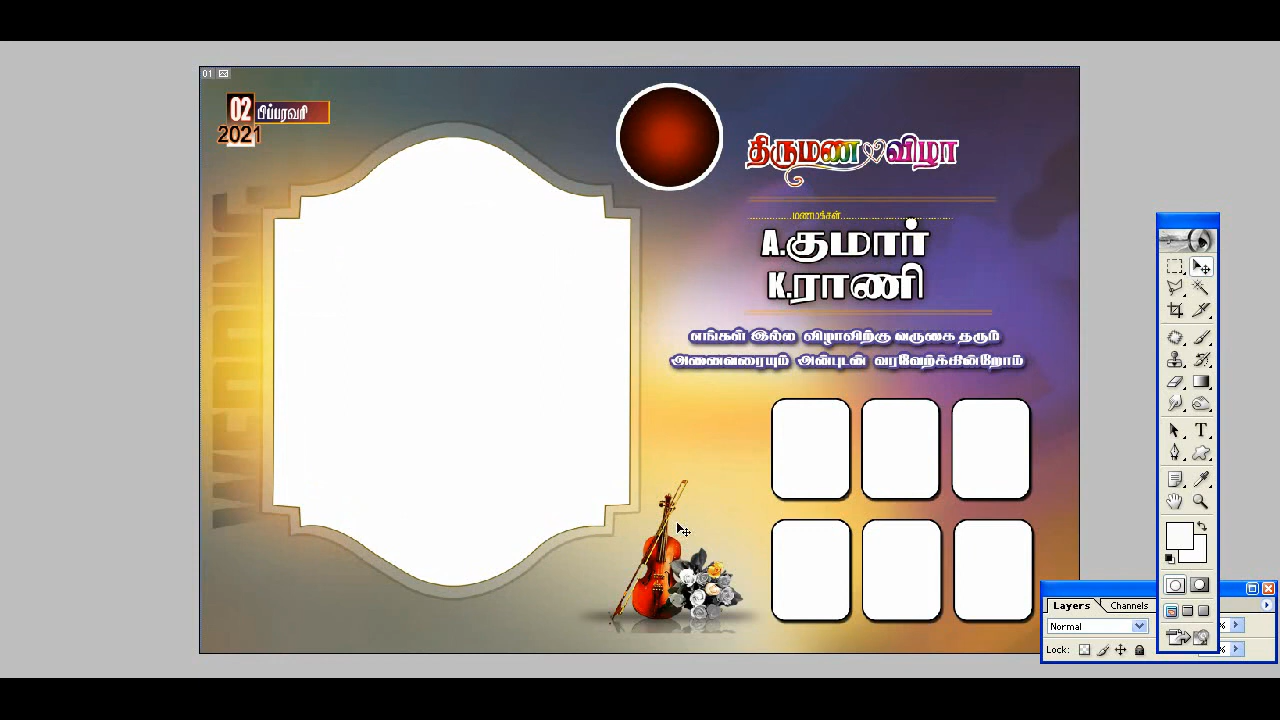 01
02 பிப்ரவரி
2021
WEDDING
திருமண விழா
மணமக்கள்
A.குமார்
K.ராணி
எங்கள் இல்ல விழாவிற்கு வருகை தரும்
அனைவரையும் அன்புடன் வரவேற்கின்றோம்
Layers Channels
Normal
Lock: